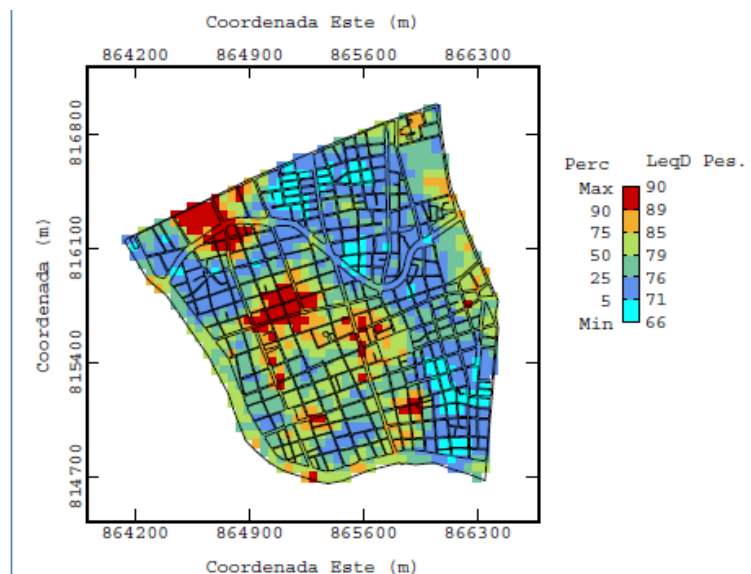 Coordenada Este (m)
864200 864900 865600 866300
Coordenada (m)
816800
816100
815400
814700
Perc LeqD Pes.
Max 90
90 89
75 85
50 79
25 76
5 71
Min 66
864200 864900 865600 866300
Coordenada Este (m)